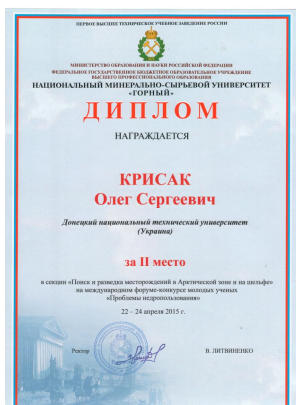 ПЕРВОЕ ВЫСШЕЕ ТЕХНИЧЕСКОЕ УЧЕБНОЕ ЗАВЕДЕНИЕ РОССИИ
МИНИСТЕРСТВО ОБРАЗОВАНИЯ И НАУКИ РОССИЙСКОЙ ФЕДЕРАЦИИ
ФЕДЕРАЛЬНОЕ ГОСУДАРСТВЕННОЕ БЮДЖЕТНОЕ ОБРАЗОВАТЕЛЬНОЕ УЧРЕЖДЕНИЕ
ВЫСШЕГО ПРОФЕССИОНАЛЬНОГО ОБРАЗОВАНИЯ
НАЦИОНАЛЬНЫЙ МИНЕРАЛЬНО-СЫРЬЕВОЙ УНИВЕРСИТЕТ
«ГОРНЫЙ»
ДИПЛОМ
НАГРАЖДАЕТСЯ
КРИСАК
Олег Сергеевич
Донецкий национальный технический университет
(Украина)
за II место
в секции «Поиск и разведка месторождений в Арктической зоне и на шельфе»
на международном форуме-конкурсе молодых ученых
«Проблемы недропользования»
22 – 24 апреля 2015 г.
Ректор
В. ЛИТВИНЕНКО